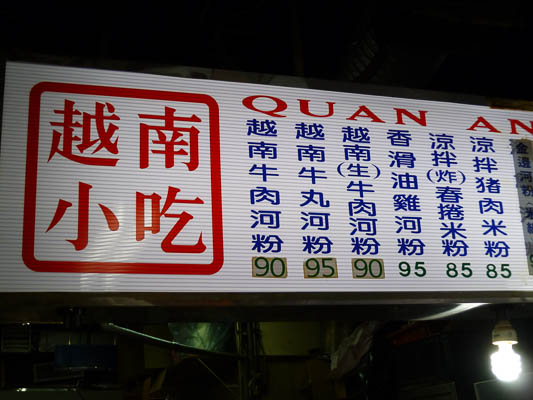 越南
小吃
QUAN AN
越南牛肉河粉
90
越南牛丸河粉
95
越南(生)牛肉河粉
90
香滑油雞河粉
95
涼拌(炸)春捲米粉
85
涼拌豬肉米粉
85